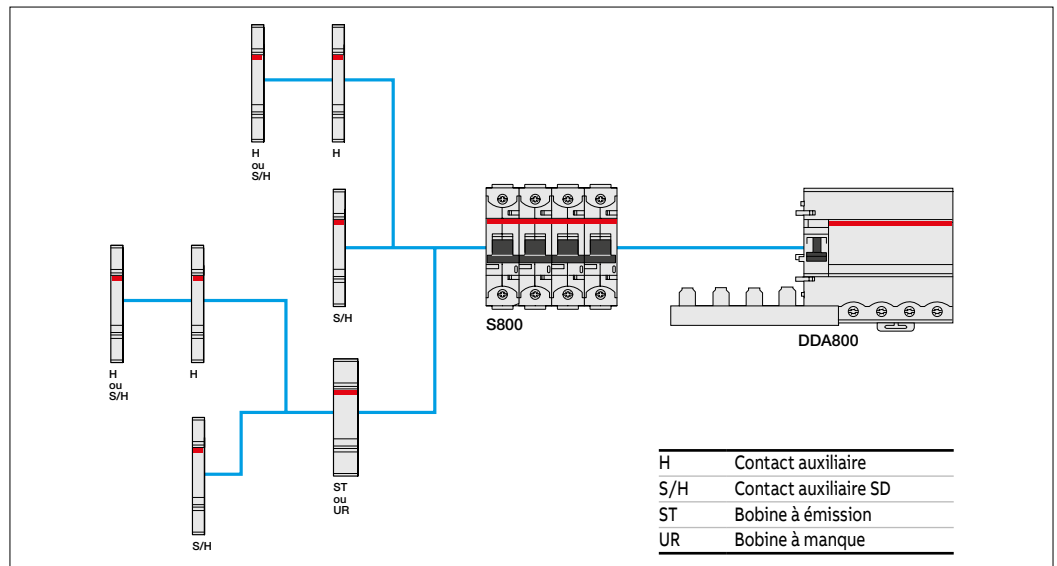 H
ou
S/H
H
S/H
S800
DDA800
H
ou
S/H
H
S/H
ST
ou
UR
H Contact auxiliaire
S/H Contact auxiliaire SD
ST Bobine à émission
UR Bobine à manque